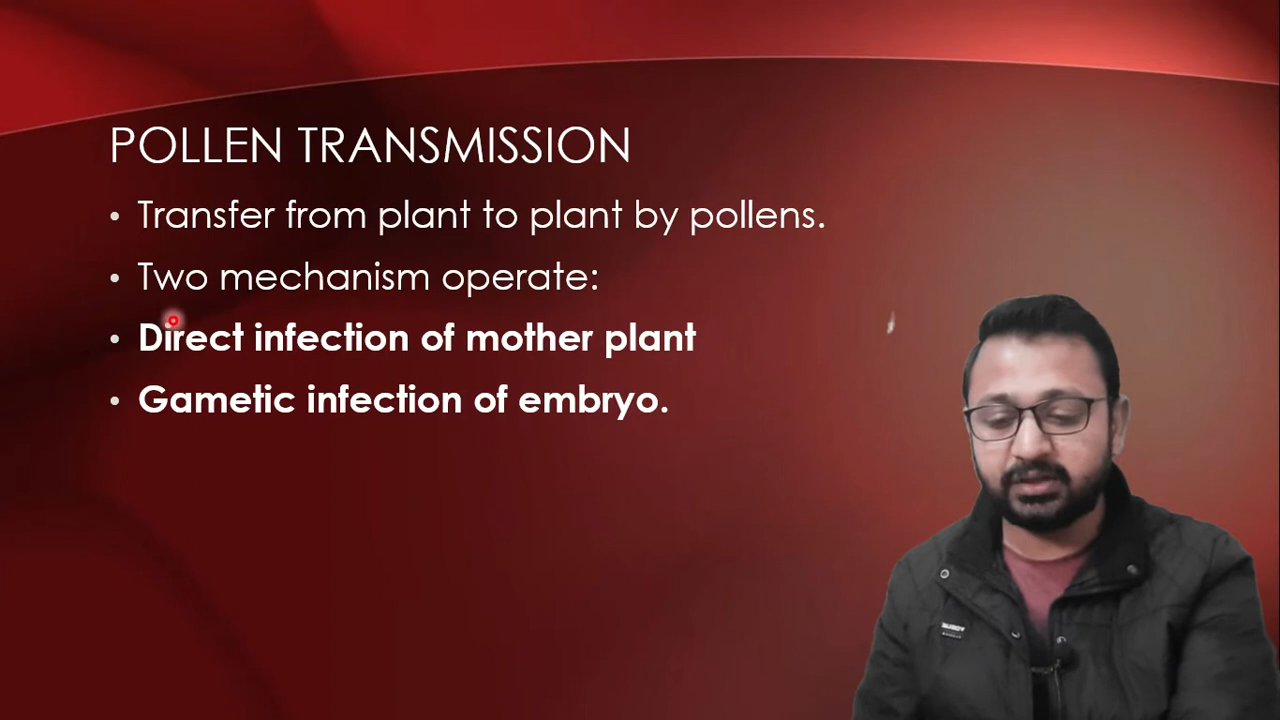 POLLEN TRANSMISSION
• Transfer from plant to plant by pollens.
• Two mechanism operate:
• Direct infection of mother plant
• Gametic infection of embryo.